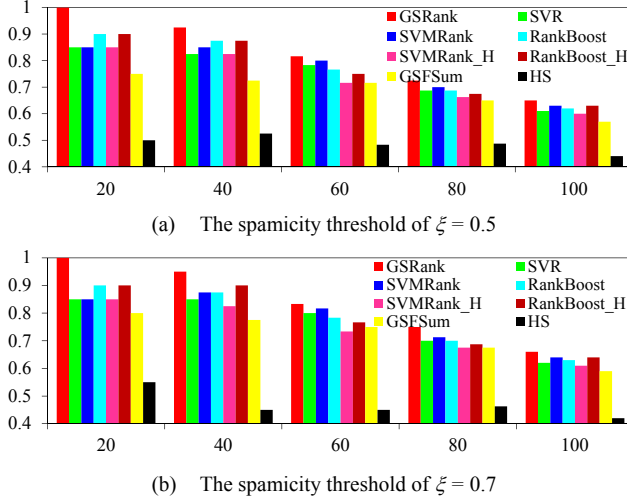 1
0.9
0.8
0.7
0.6
0.5
0.4
GSRank SVR
SVMRank RankBoost
SVMRank_H RankBoost_H
GSFSum HS
20 40 60 80 100
(a) The spamicity threshold of ξ = 0.5
1
0.9
0.8
0.7
0.6
0.5
0.4
GSRank SVR
SVMRank RankBoost
SVMRank_H RankBoost_H
GSFSum HS
20 40 60 80 100
(b) The spamicity threshold of ξ = 0.7